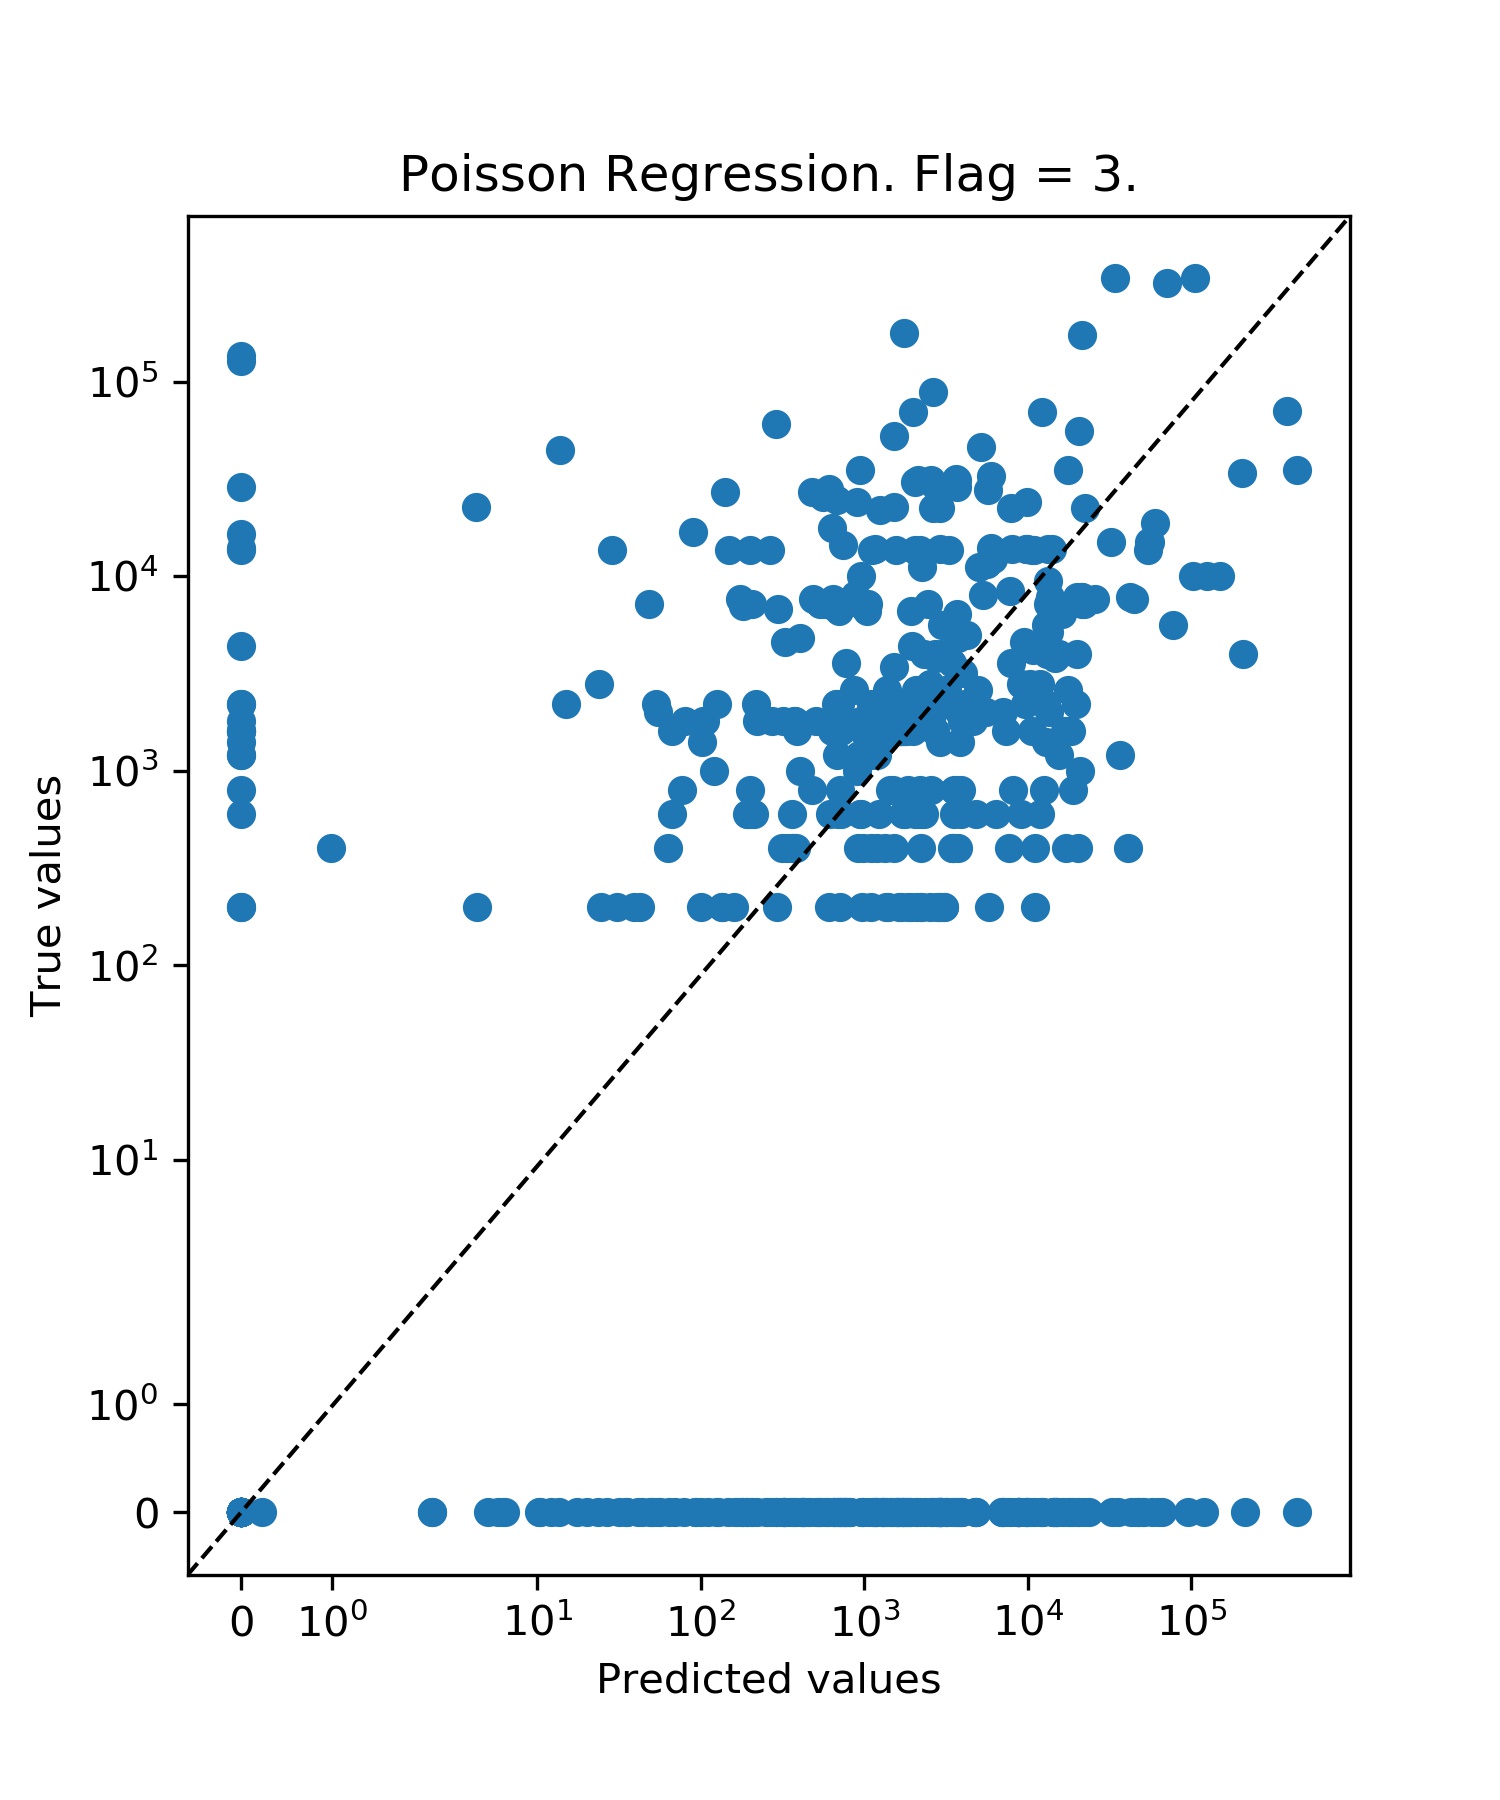 Poisson Regression. Flag = 3.
True values
10⁵
10⁴
10³
10²
10¹
10⁰
0
0 10⁰ 10¹ 10² 10³ 10⁴ 10⁵
Predicted values